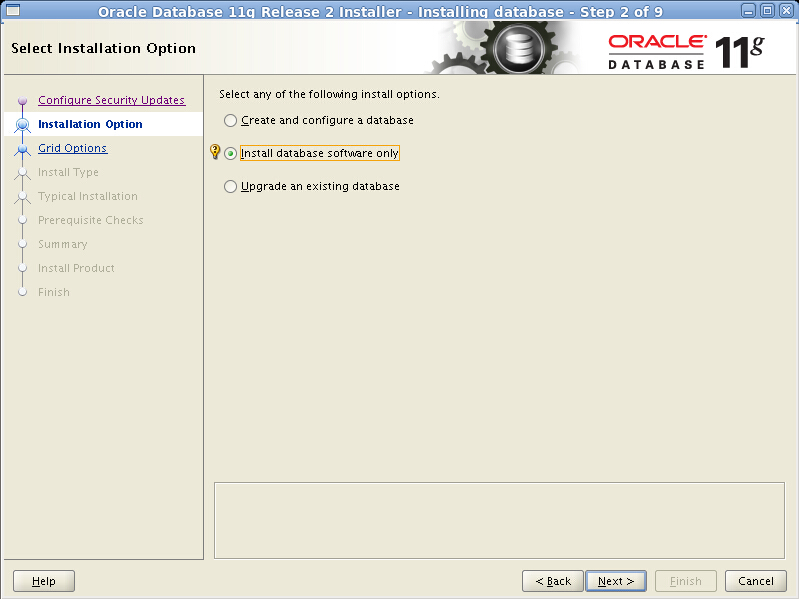 Oracle Database 11g Release 2 Installer - Installing database - Step 2 of 9
Select Installation Option
ORACLE®
DATABASE 11g
Configure Security Updates
Installation Option
Grid Options
Install Type
Typical Installation
Prerequisite Checks
Summary
Install Product
Finish
Select any of the following install options.
Create and configure a database
Install database software only
Upgrade an existing database
Help
< Back
Next >
Finish
Cancel